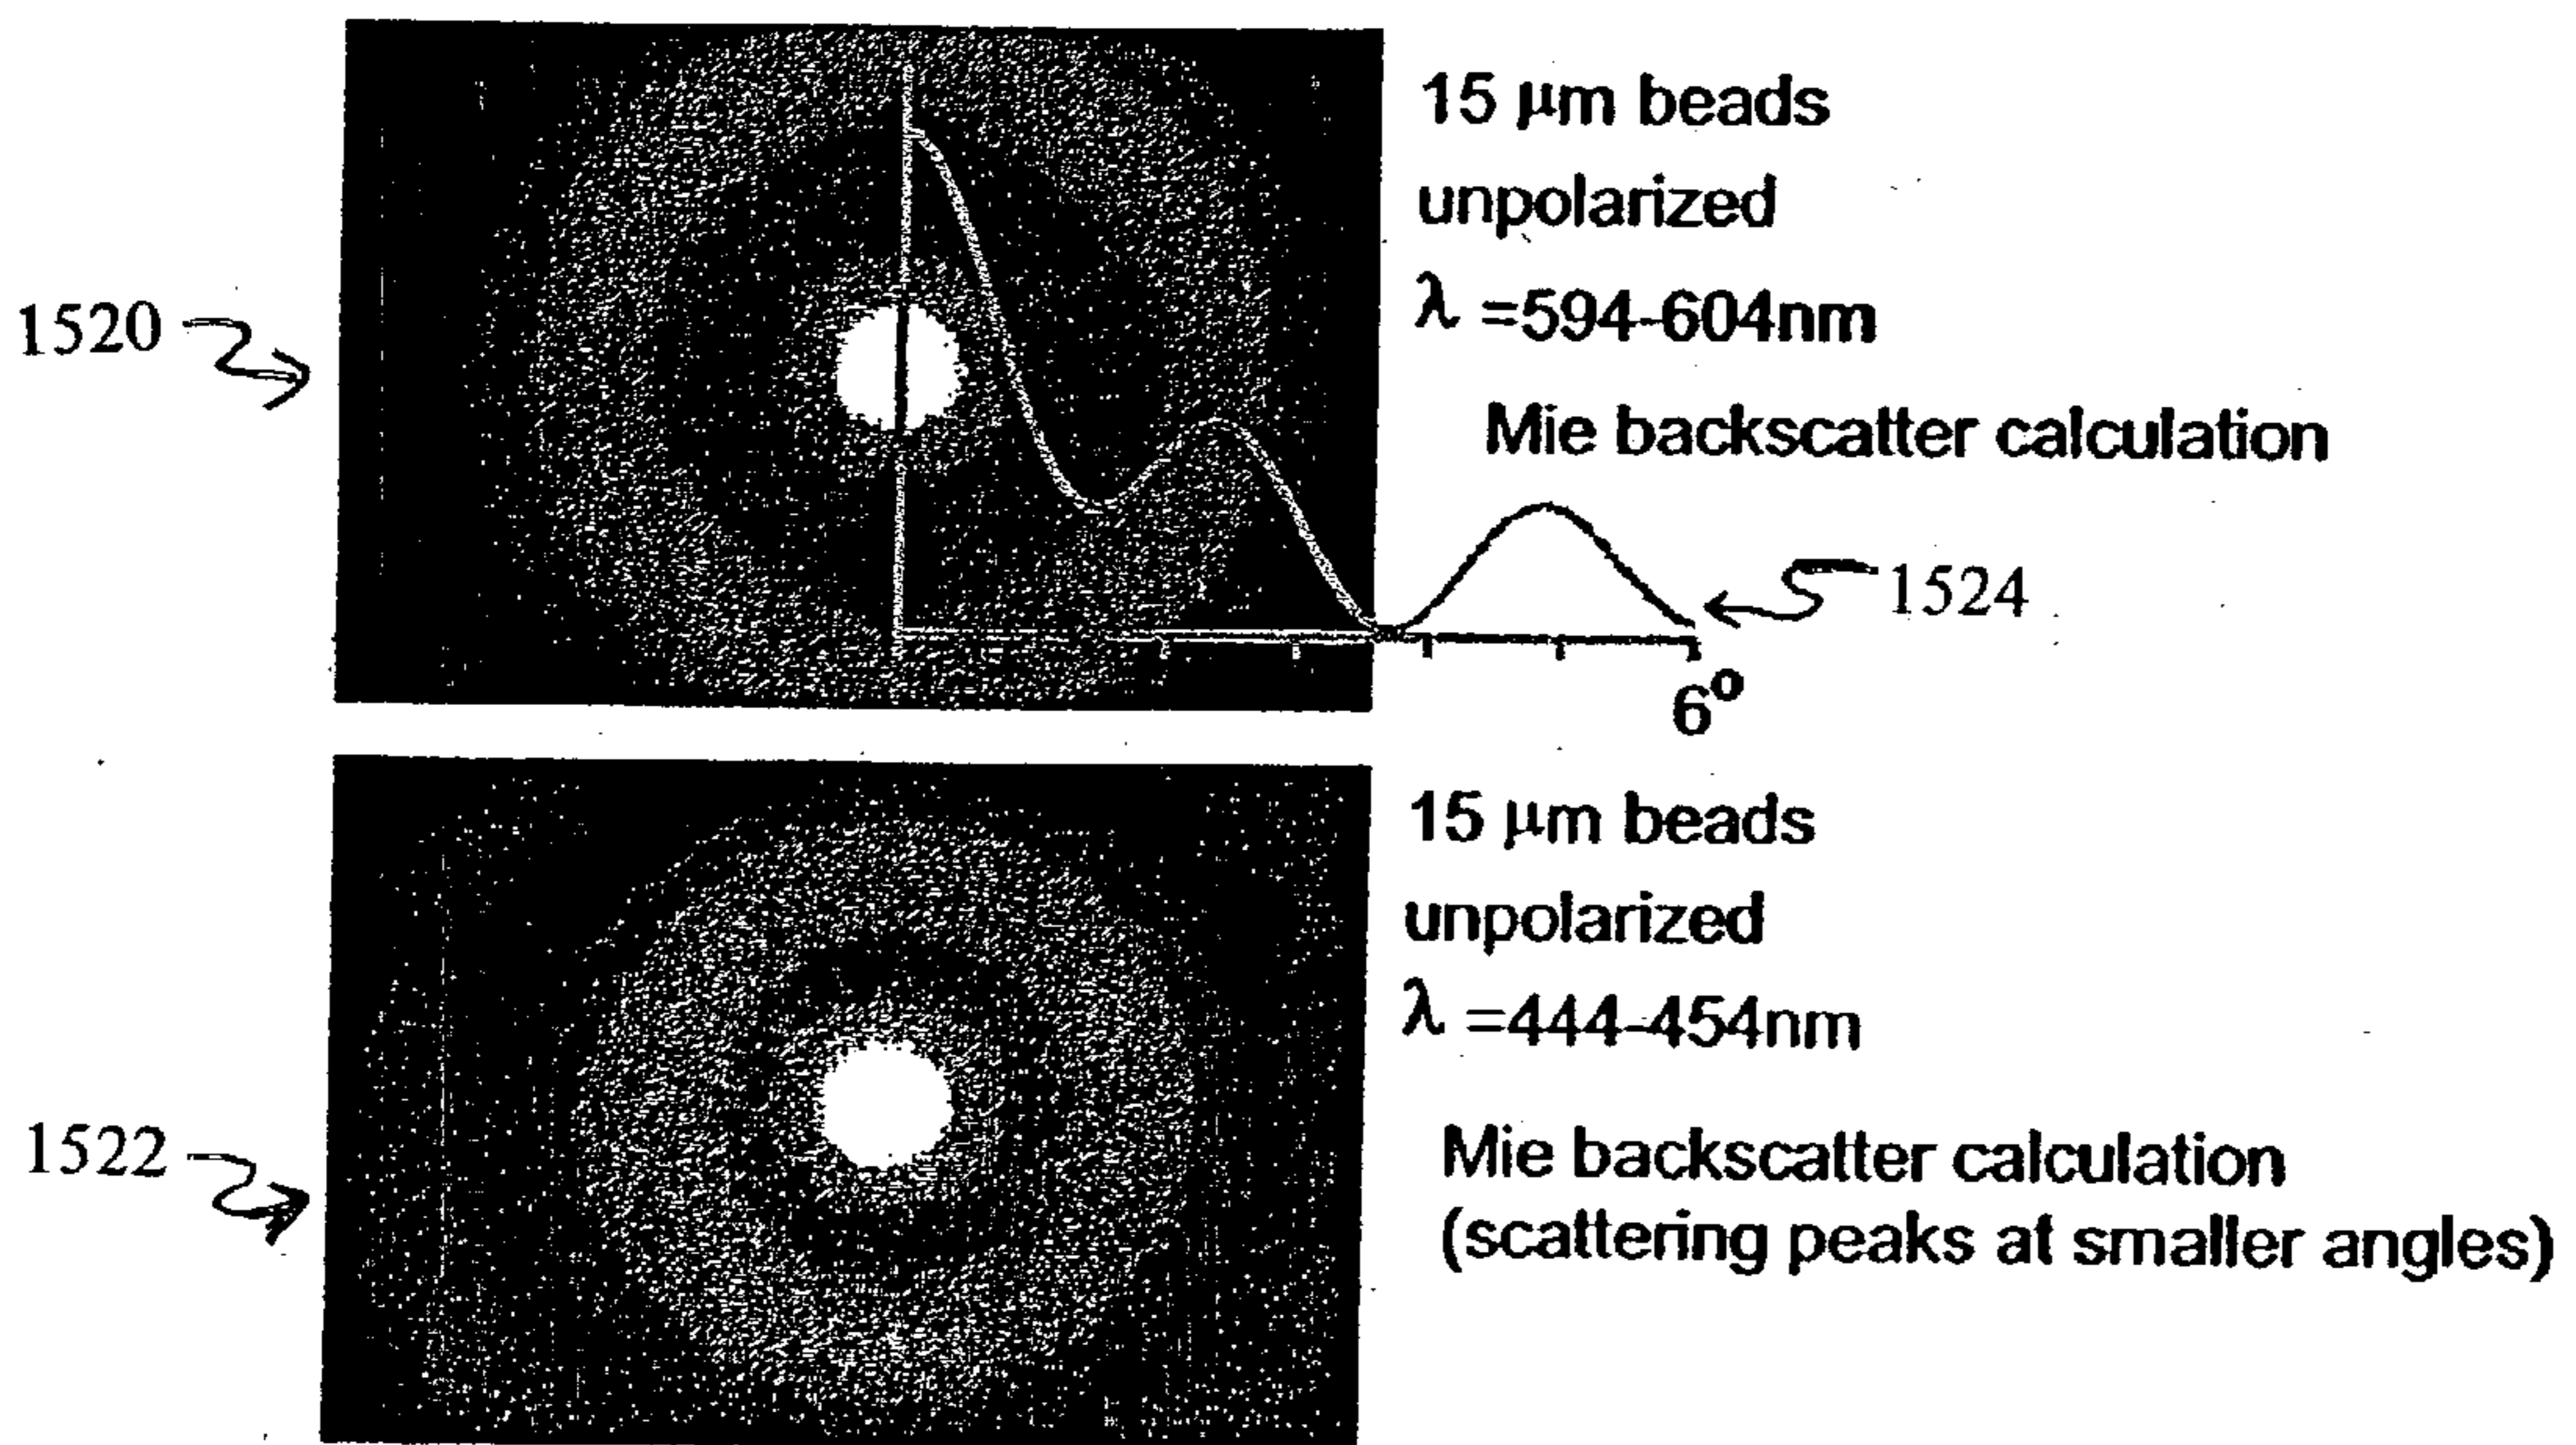 15 μm beads
unpolarized
λ =594-604nm
1520
Mie backscatter calculation
1524
6°
15 μm beads
unpolarized
λ =444-454nm
1522
Mie backscatter calculation
(scattering peaks at smaller angles)